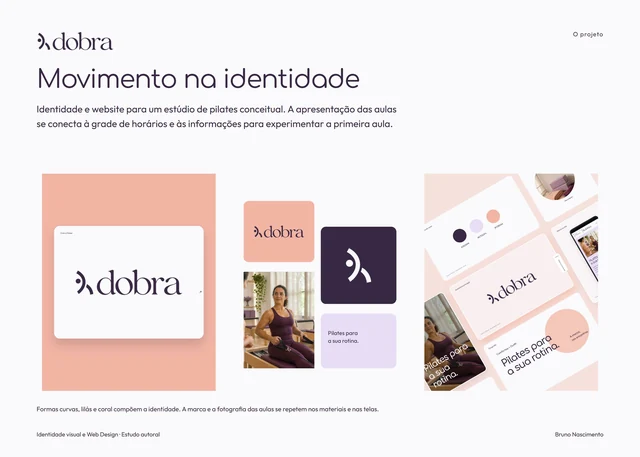 dobra
O projeto
Movimento na identidade
Identidade e website para um estúdio de pilates conceitual. A apresentação das aulas
se conecta à grade de horários e às informações para experimentar a primeira aula.
dobra
dobra
Pilates para
a sua rotina.
dobra
Pilates para
a sua
rotina.
Pilates para
a sua rotina.
Formas curvas, lilás e coral compõem a identidade. A marca e a fotografia das aulas se repetem nos materiais e nas telas.
Identidade visual e Web Design · Estudo autoral
Bruno Nascimento